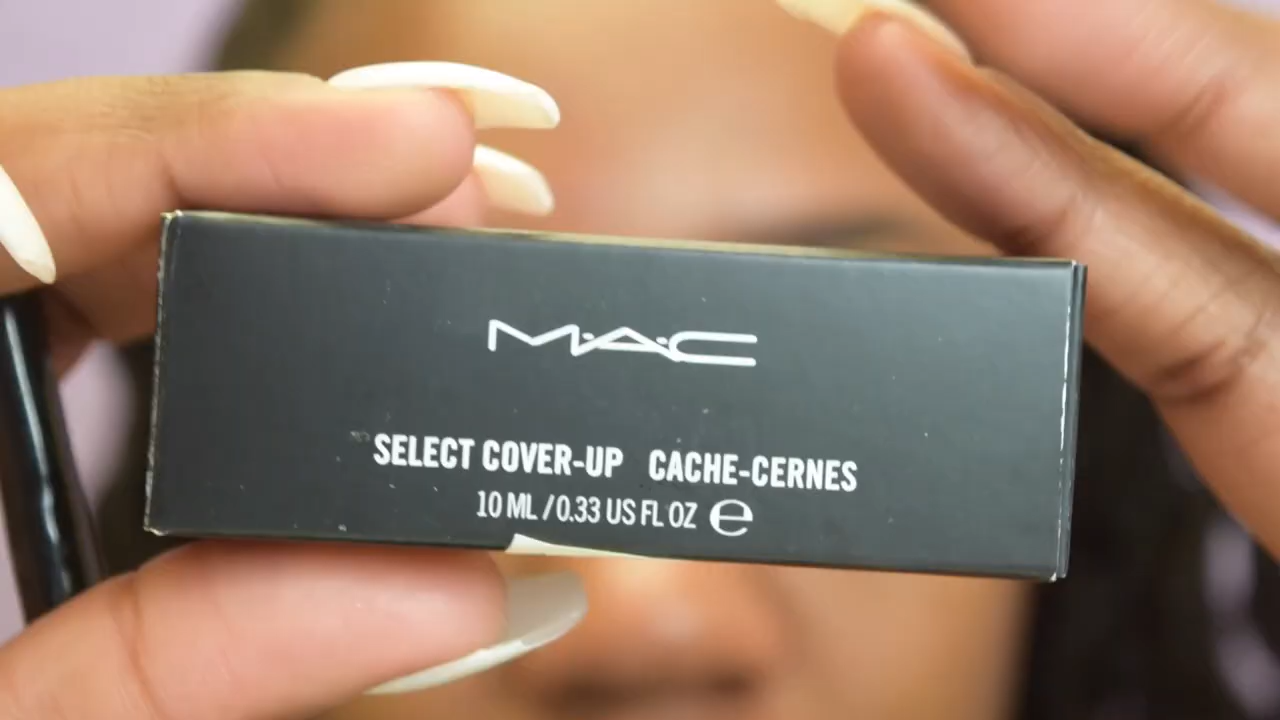 M·A·C
SELECT COVER-UP CACHE-CERNES
10 ML / 0.33 US FL OZ ℮